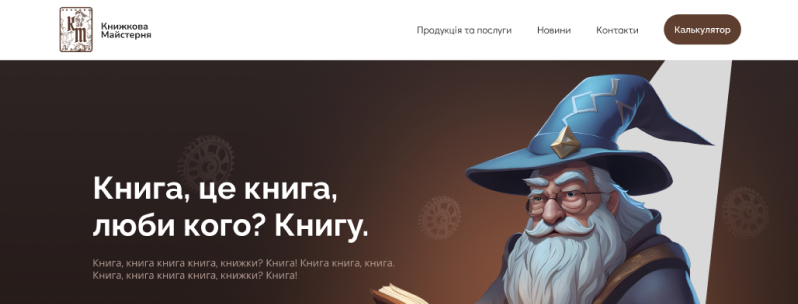 КМ
Книжкова
Майстерня
Продукція та послуги
Новини
Контакти
Калькулятор
Книга, це книга,
люби кого? Книгу.
Книга, книга книга книга, книжки? Книга! Книга книга, книга.
Книга, книга книга книга, книжки? Книга!